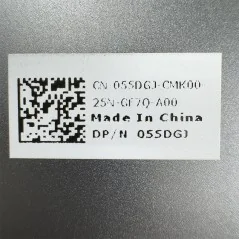 CN-055DGJ-CMK00-
25N-GF7Q-A00
Made In China
DP/N 055DGJ